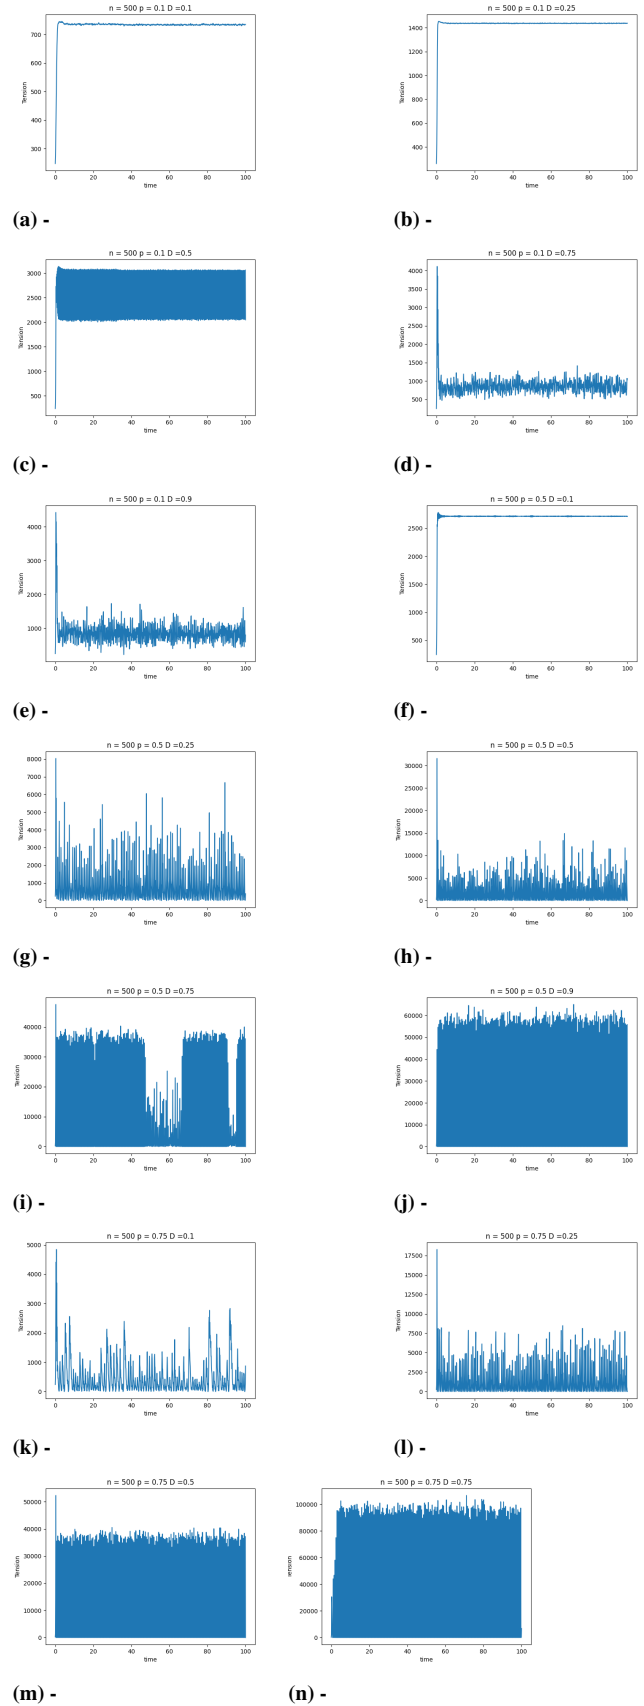 n = 500 p = 0.1 D =0.1
Tension
700
600
500
400
300
0 20 40 60 80 100
time
(a) -
n = 500 p = 0.1 D =0.25
Tension
1400
1200
1000
800
600
400
0 20 40 60 80 100
time
(b) -
n = 500 p = 0.1 D =0.5
Tension
3000
2500
2000
1500
1000
500
0 20 40 60 80 100
time
(c) -
n = 500 p = 0.1 D =0.75
Tension
4000
3500
3000
2500
2000
1500
1000
500
0 20 40 60 80 100
time
(d) -
n = 500 p = 0.1 D =0.9
Tension
4000
3000
2000
1000
0 20 40 60 80 100
time
(e) -
n = 500 p = 0.5 D =0.1
Tension
2500
2000
1500
1000
500
0 20 40 60 80 100
time
(f) -
n = 500 p = 0.5 D =0.25
Tension
8000
7000
6000
5000
4000
3000
2000
1000
0
0 20 40 60 80 100
time
(g) -
n = 500 p = 0.5 D =0.5
Tension
30000
25000
20000
15000
10000
5000
0
0 20 40 60 80 100
time
(h) -
n = 500 p = 0.5 D =0.75
Tension
40000
30000
20000
10000
0
0 20 40 60 80 100
time
(i) -
n = 500 p = 0.5 D =0.9
Tension
60000
50000
40000
30000
20000
10000
0
0 20 40 60 80 100
time
(j) -
n = 500 p = 0.75 D =0.1
Tension
5000
4000
3000
2000
1000
0
0 20 40 60 80 100
time
(k) -
n = 500 p = 0.75 D =0.25
Tension
17500
15000
12500
10000
7500
5000
2500
0
0 20 40 60 80 100
time
(l) -
n = 500 p = 0.75 D =0.5
Tension
50000
40000
30000
20000
10000
0
0 20 40 60 80 100
time
(m) -
n = 500 p = 0.75 D =0.75
Tension
100000
80000
60000
40000
20000
0
0 20 40 60 80 100
time
(n) -